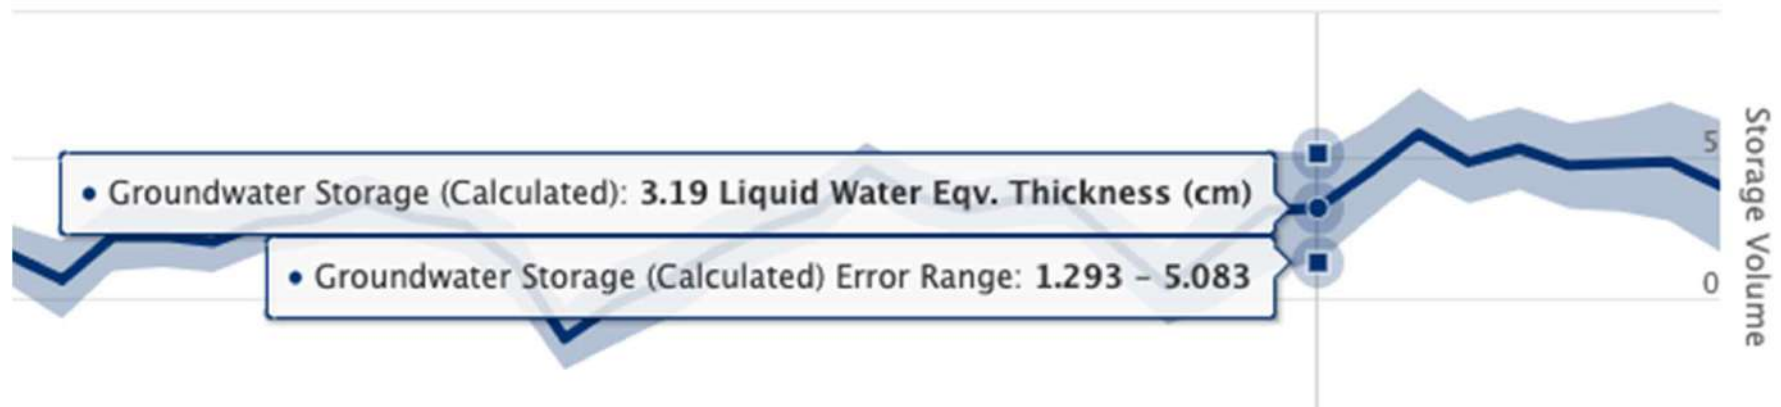 • Groundwater Storage (Calculated): 3.19 Liquid Water Eqv. Thickness (cm)
• Groundwater Storage (Calculated) Error Range: 1.293 – 5.083
5
0
Storage Volume